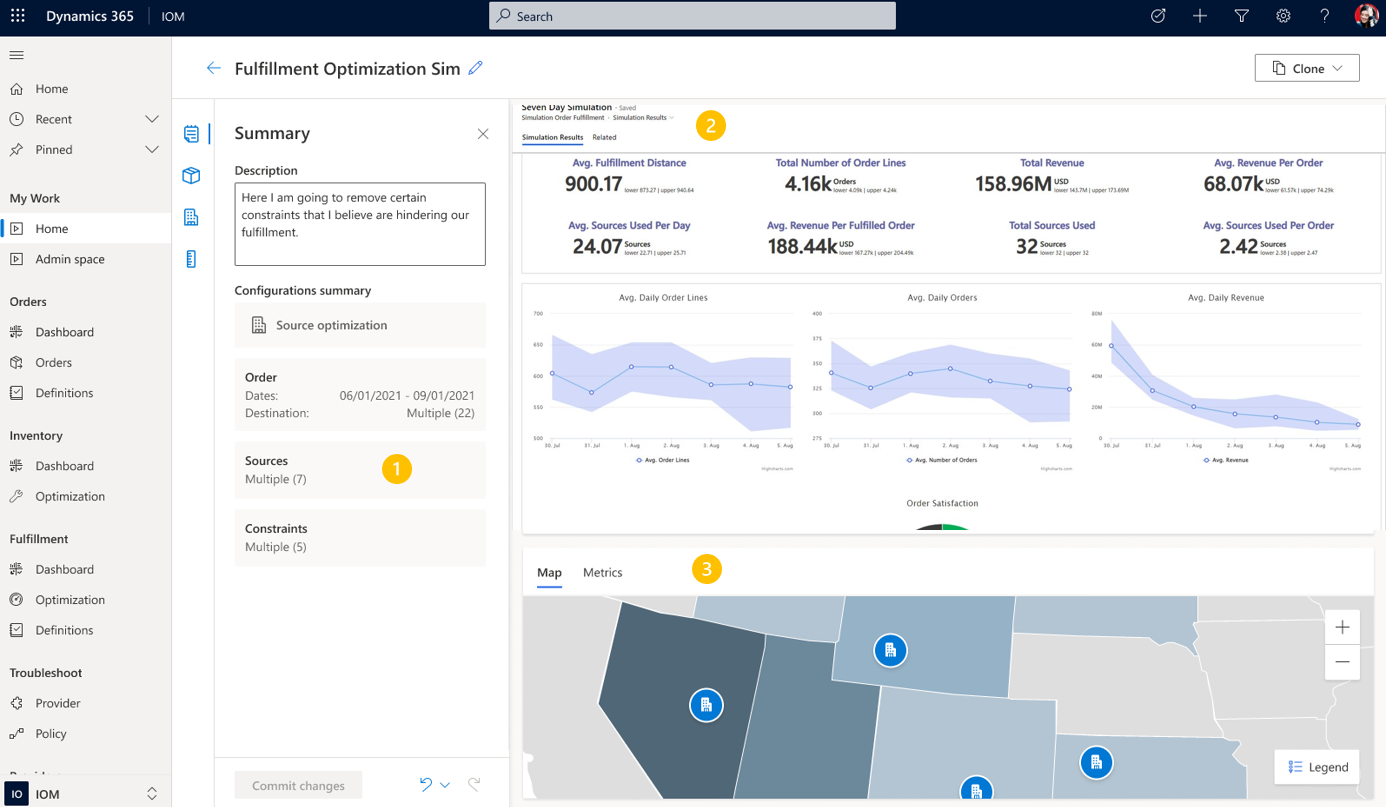 Dynamics 365
IOM
Search
Home
Recent
Pinned
My Work
Home
Admin space
Orders
Dashboard
Orders
Definitions
Inventory
Dashboard
Optimization
Fulfillment
Dashboard
Optimization
Definitions
Troubleshoot
Provider
Policy
IO IOM
Fulfillment Optimization Sim
Clone
Summary
Description
Here I am going to remove certain
constraints that I believe are hindering our
fulfillment.
Configurations summary
Source optimization
Order
Dates: 06/01/2021 - 09/01/2021
Destination: Multiple (22)
Sources
Multiple (7)
1
Constraints
Multiple (5)
Commit changes
Seven Day Simulation - Saved
Simulation Order Fulfillment · Simulation Results
2
Simulation Results Related
Avg. Fulfillment Distance
900.17 lower 873.27 | upper 940.64
Total Number of Order Lines
4.16k Orders
lower 4.09 | upper 4.24k
Total Revenue
158.96M USD
lower 143.7M | upper 173.69M
Avg. Revenue Per Order
68.07k USD
lower 61.57k | upper 74.29k
Avg. Sources Used Per Day
24.07 Sources
lower 22.71 | upper 25.71
Avg. Revenue Per Fulfilled Order
188.44k USD
lower 167.27k | upper 204.49k
Total Sources Used
32 Sources
lower 32 | upper 32
Avg. Sources Used Per Order
2.42 Sources
lower 2.38 | upper 2.47
Avg. Daily Order Lines
700
650
600
550
500
30. Jul 31. Jul 1. Aug 2. Aug 3. Aug 4. Aug 5. Aug
Avg. Order Lines
Highcharts.com
Avg. Daily Orders
400
375
350
325
300
275
30. Jul 31. Jul 1. Aug 2. Aug 3. Aug 4. Aug 5. Aug
Avg. Number of Orders
Highcharts.com
Avg. Daily Revenue
80M
60M
40M
20M
0
30. Jul 31. Jul 1. Aug 2. Aug 3. Aug 4. Aug 5. Aug
Avg. Revenue
Highcharts.com
Order Satisfaction
Map Metrics
3
Legend